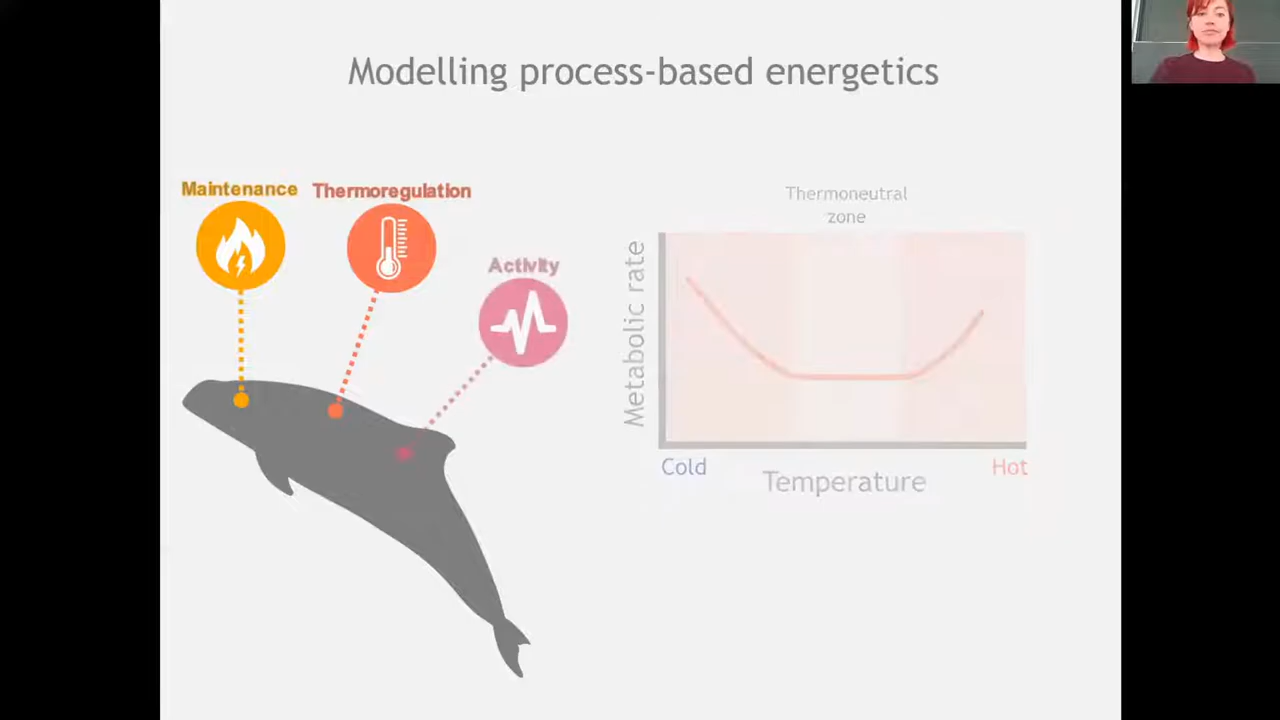 Modelling process-based energetics
Maintenance
Thermoregulation
Activity
Thermoneutral
zone
Metabolic rate
Cold
Temperature
Hot